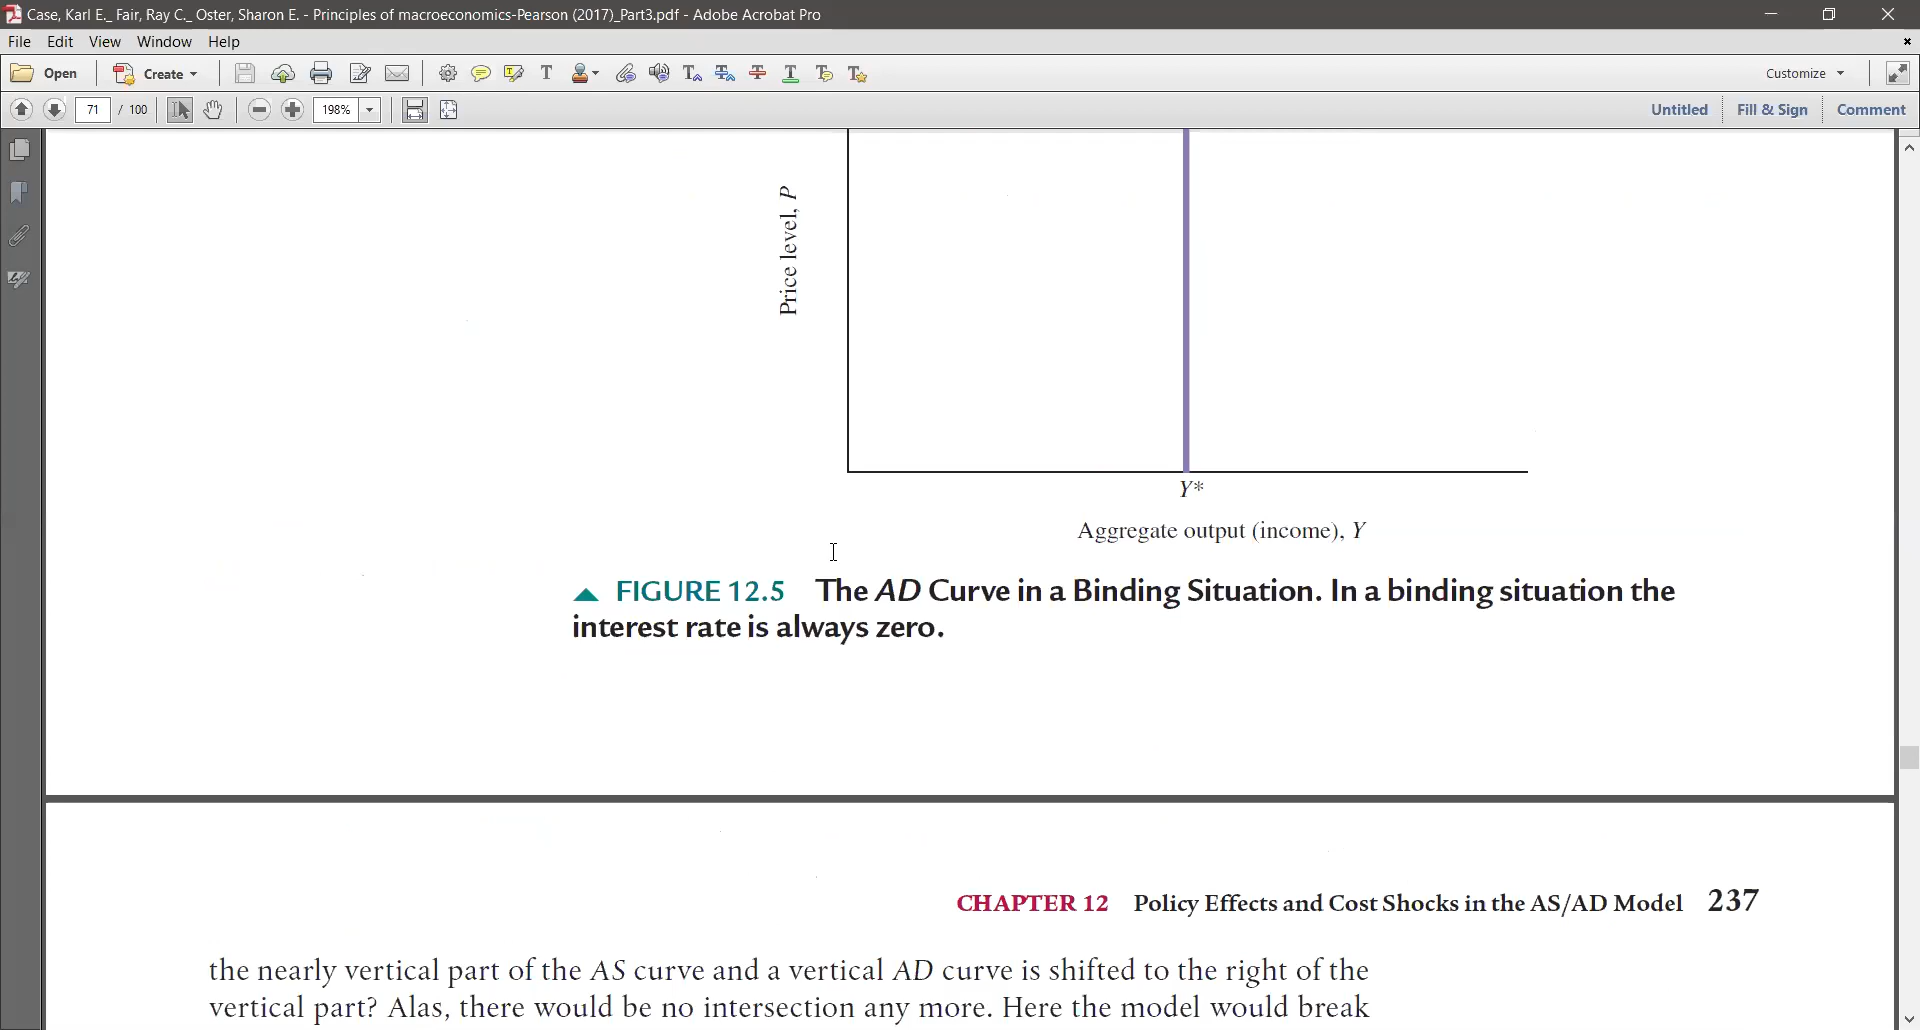 Case, Karl E._ Fair, Ray C._ Oster, Sharon E. - Principles of macroeconomics-Pearson (2017)_Part3.pdf - Adobe Acrobat Pro
File Edit View Window Help
Open Create Customize
71 / 100 198% Untitled Fill & Sign Comment
Price level, P
Y*
Aggregate output (income), Y
▲ FIGURE 12.5 The AD Curve in a Binding Situation. In a binding situation the
interest rate is always zero.
CHAPTER 12 Policy Effects and Cost Shocks in the AS/AD Model 237
the nearly vertical part of the AS curve and a vertical AD curve is shifted to the right of the
vertical part? Alas, there would be no intersection any more. Here the model would break